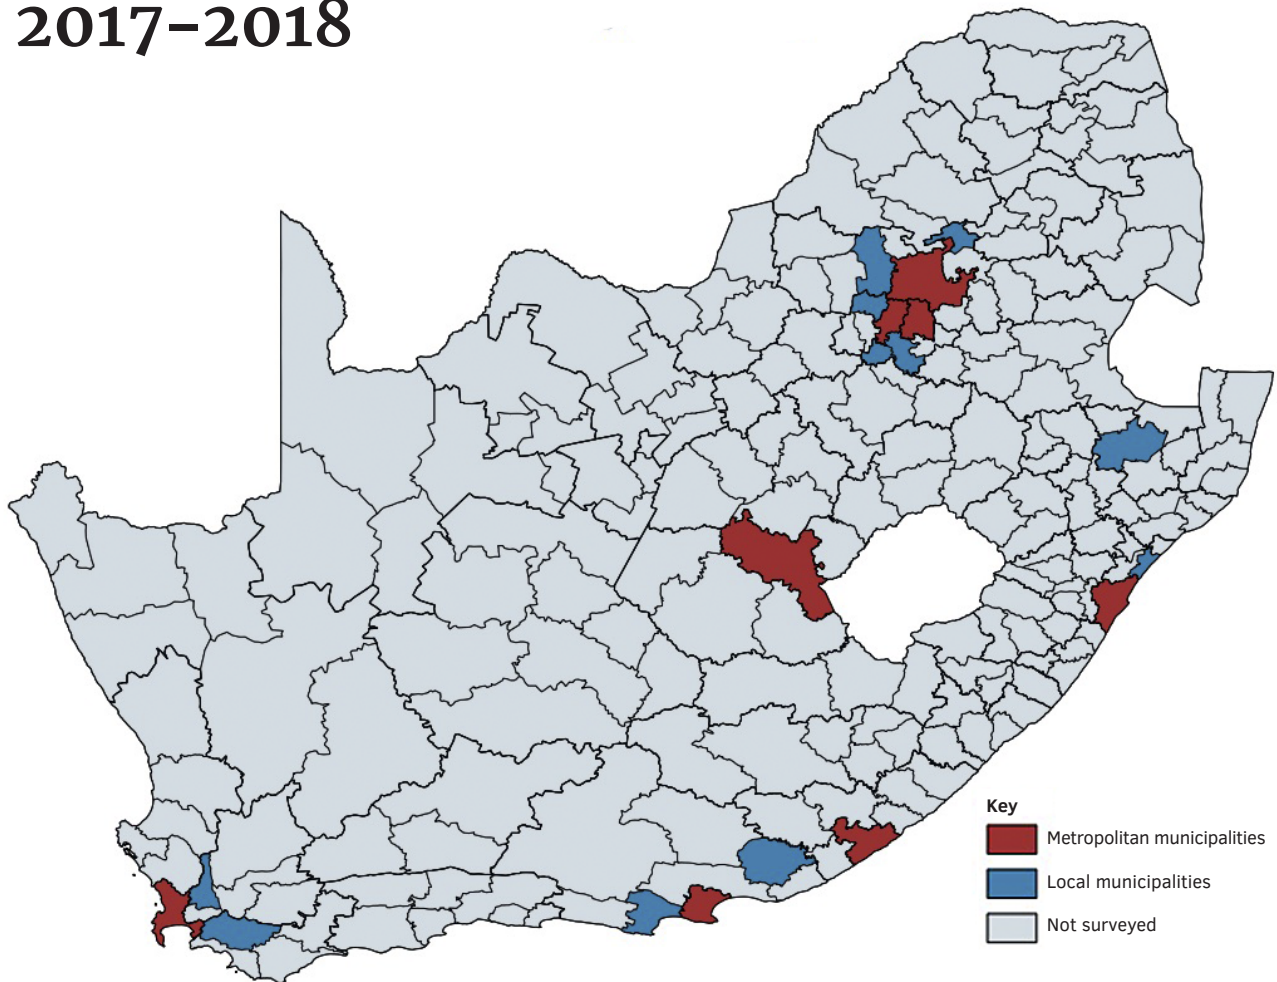 2017–2018
Key
Metropolitan municipalities
Local municipalities
Not surveyed